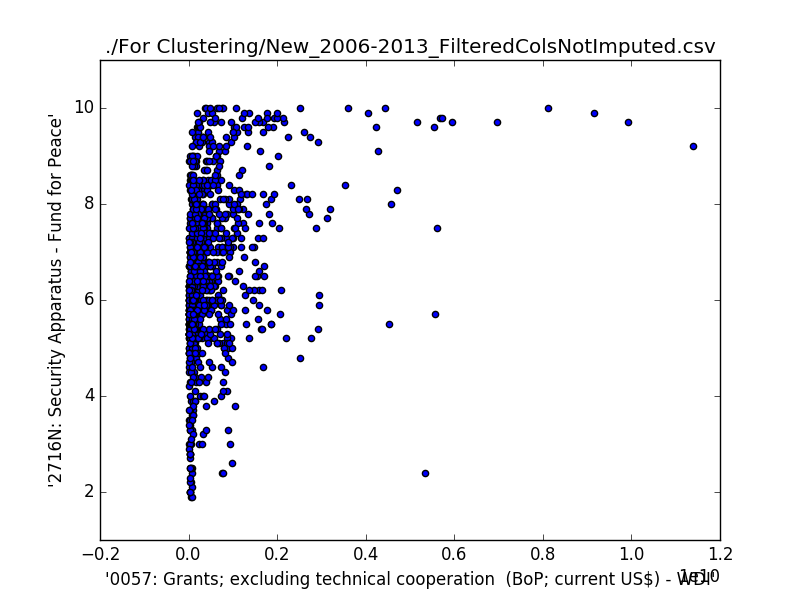 ./For Clustering/New_2006-2013_FilteredColsNotImputed.csv
10
8
6
4
2
'2716N: Security Apparatus - Fund for Peace'
−0.2 0.0 0.2 0.4 0.6 0.8 1.0 1.2
1e10
'0057: Grants; excluding technical cooperation (BoP; current US$) - WDI'